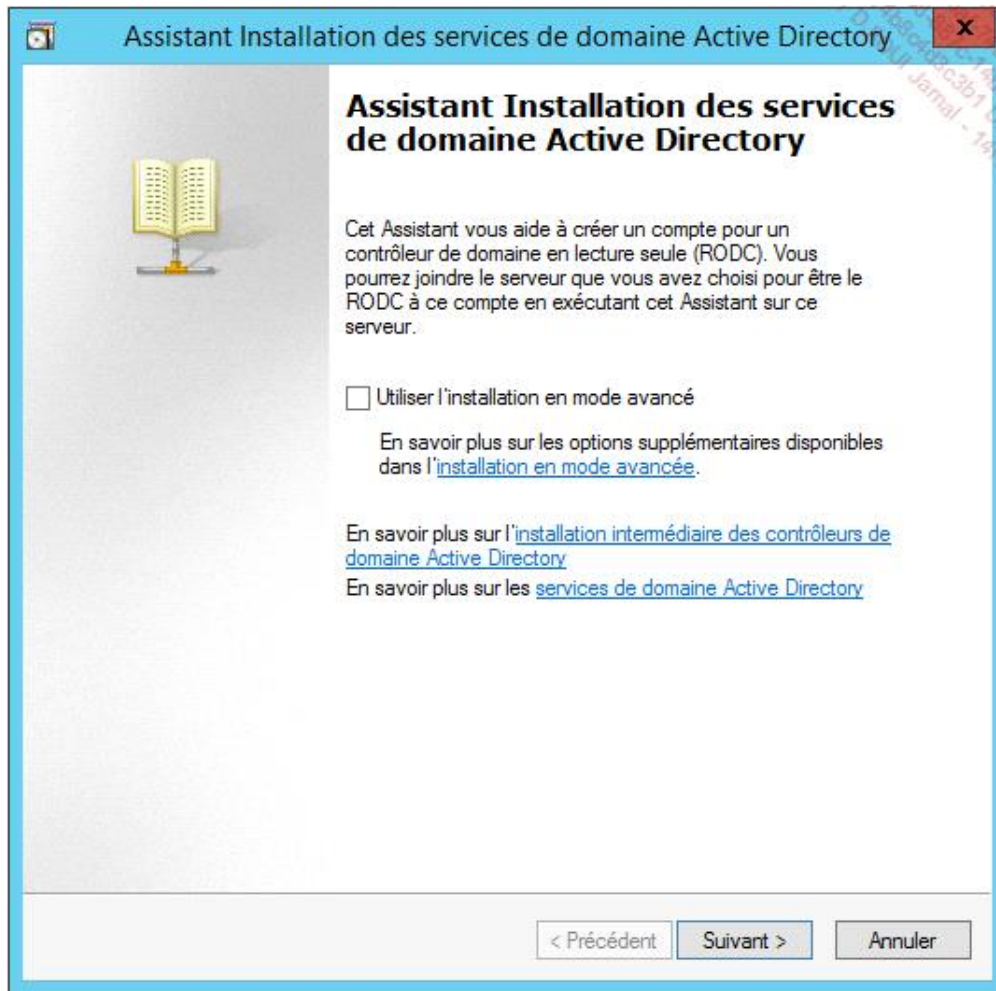 Assistant Installation des services de domaine Active Directory
x
Assistant Installation des services
de domaine Active Directory
Cet Assistant vous aide à créer un compte pour un
contrôleur de domaine en lecture seule (RODC). Vous
pourrez joindre le serveur que vous avez choisi pour être le
RODC à ce compte en exécutant cet Assistant sur ce
serveur.
Utiliser l'installation en mode avancé
En savoir plus sur les options supplémentaires disponibles
dans l'installation en mode avancée.
En savoir plus sur l'installation intermédiaire des contrôleurs de
domaine Active Directory
En savoir plus sur les services de domaine Active Directory
< Précédent
Suivant >
Annuler